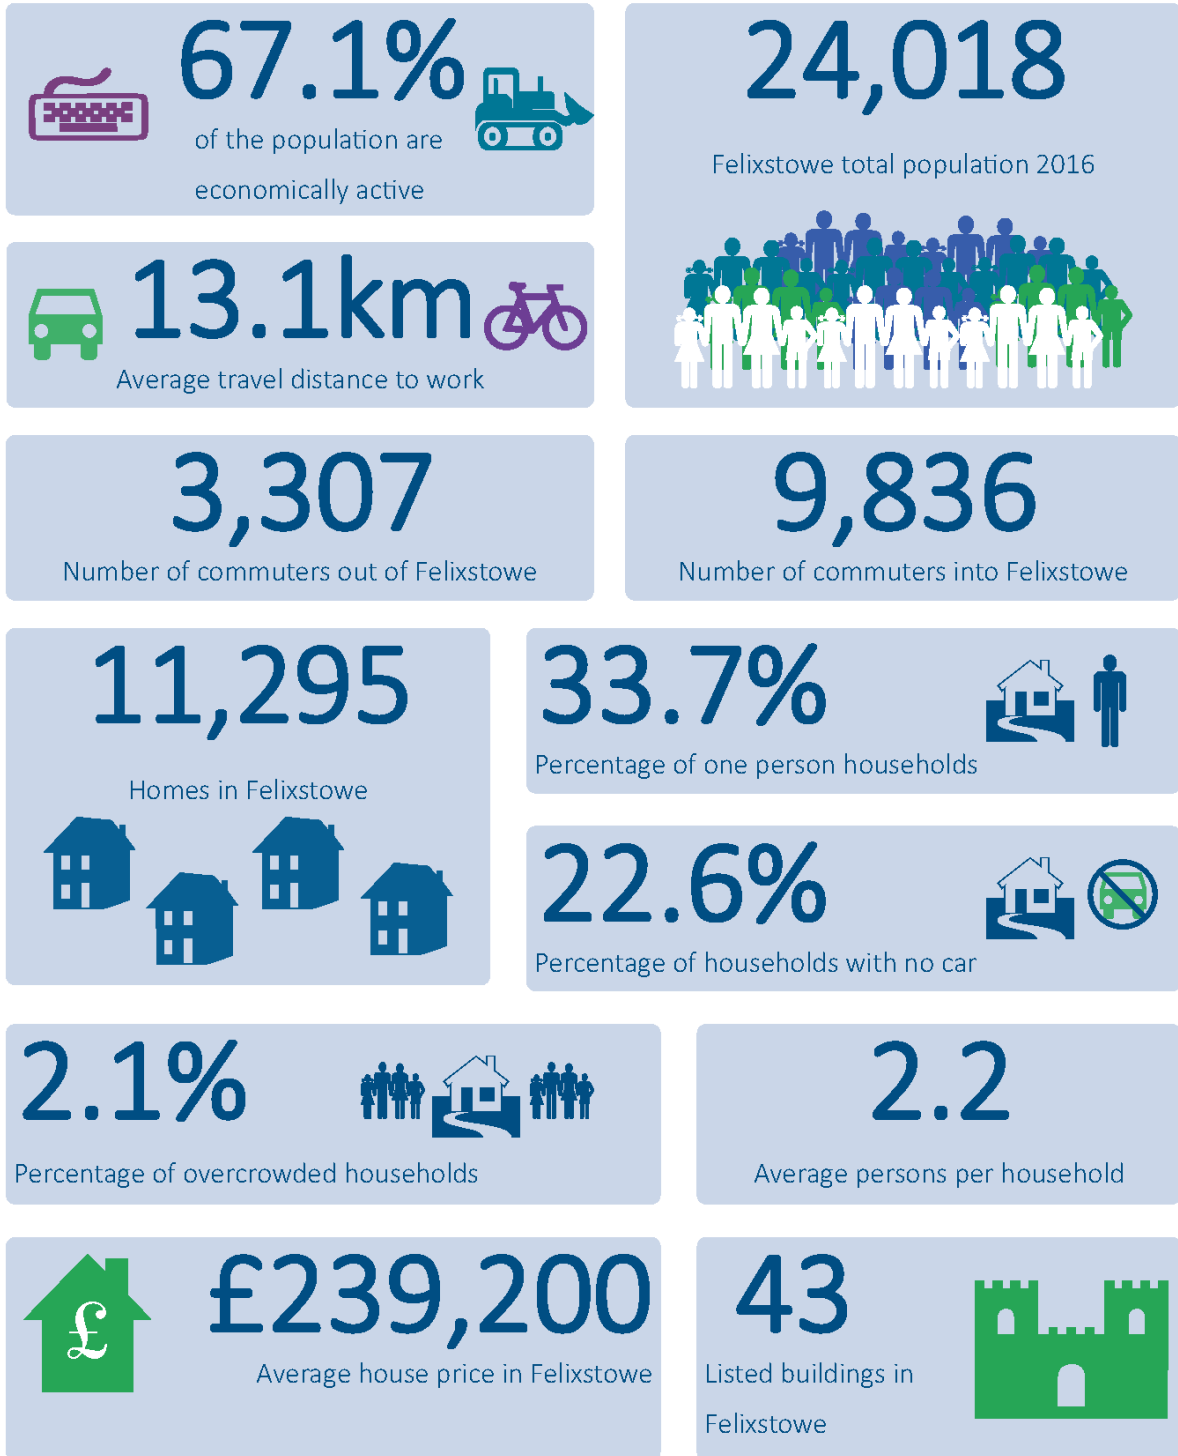 67.1%
of the population are
economically active
24,018
Felixstowe total population 2016
13.1km
Average travel distance to work
3,307
Number of commuters out of Felixstowe
9,836
Number of commuters into Felixstowe
11,295
Homes in Felixstowe
33.7%
Percentage of one person households
22.6%
Percentage of households with no car
2.1%
Percentage of overcrowded households
2.2
Average persons per household
£
£239,200
Average house price in Felixstowe
43
Listed buildings in
Felixstowe